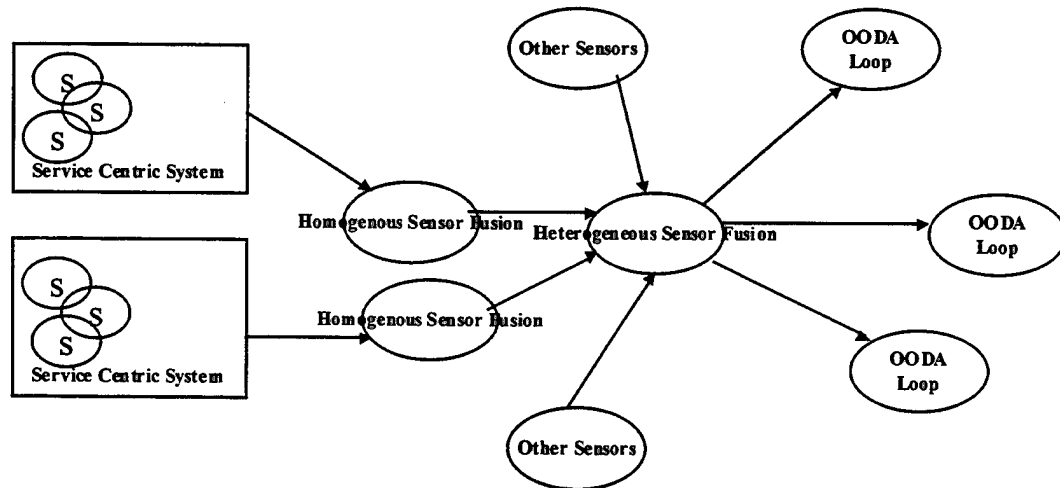 S
S
S
Service Centric System
Other Sensors
OODA
Loop
Homogenous Sensor Fusion
Heterogeneous Sensor Fusion
OODA
Loop
S
S
S
Service Centric System
Homogenous Sensor Fusion
OODA
Loop
Other Sensors